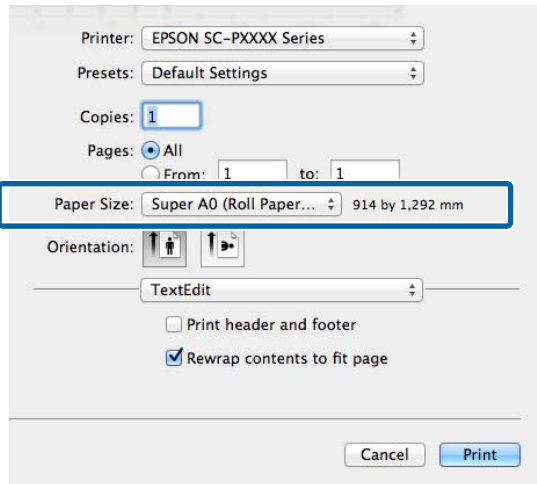 Printer: EPSON SC-PXXXX Series
Presets: Default Settings
Copies: 1
Pages: All
From: 1 to: 1
Paper Size: Super A0 (Roll Paper... 914 by 1,292 mm
Orientation:
TextEdit
Print header and footer
Rewrap contents to fit page
Cancel Print